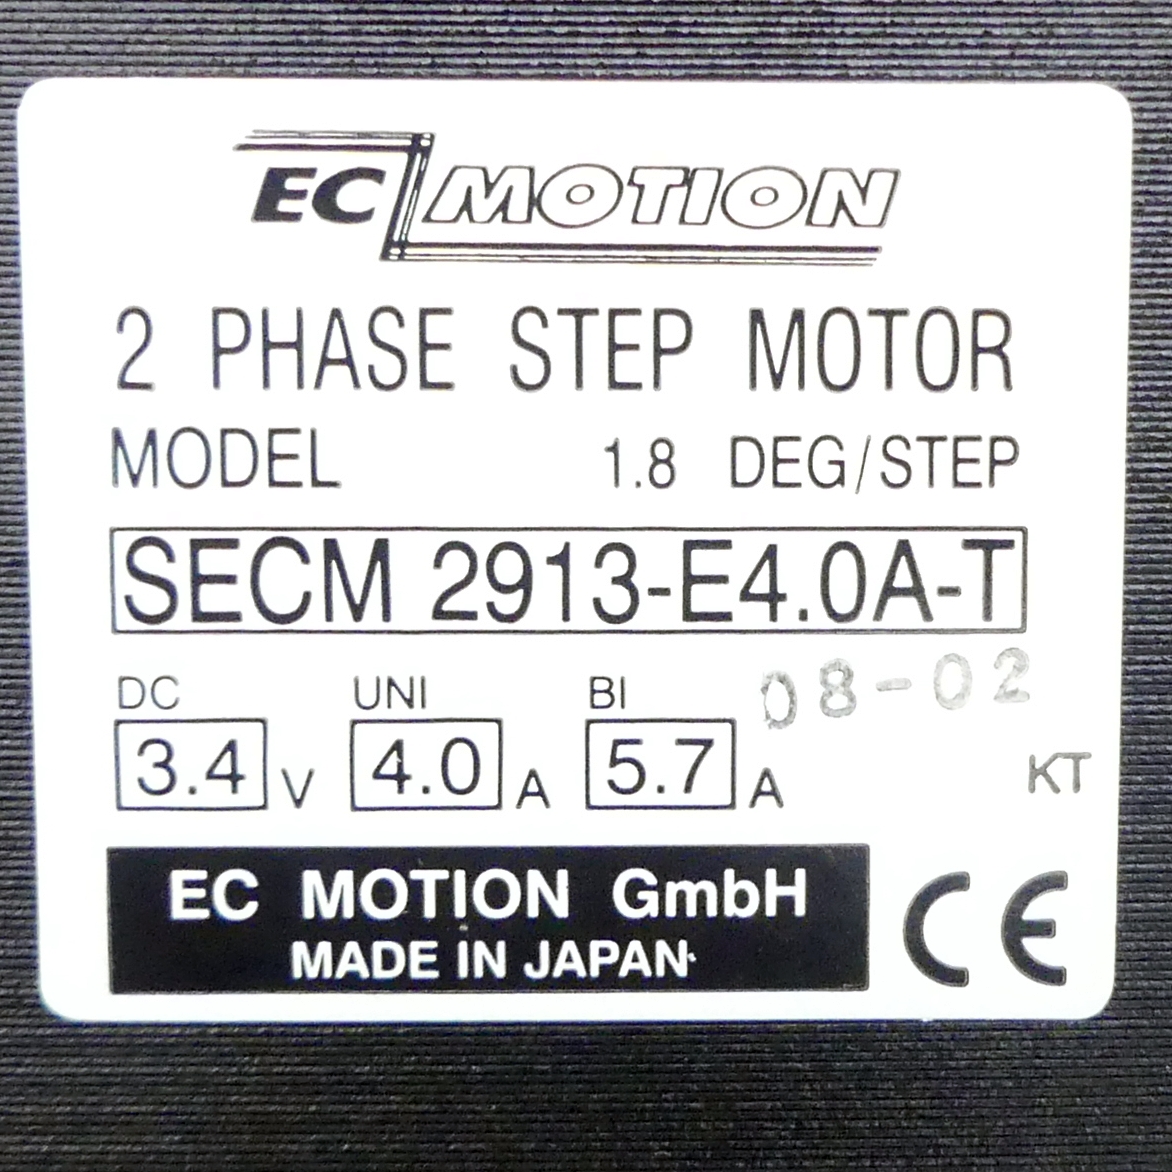 EC MOTION
2 PHASE STEP MOTOR
MODEL 1.8 DEG/STEP
SECM 2913-E4.0A-T
DC UNI BI 08-02
3.4 V 4.0 A 5.7 A KT
EC MOTION GmbH
MADE IN JAPAN
CE